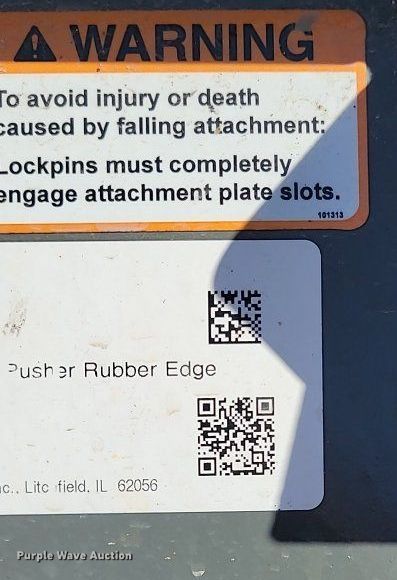 WARNING
To avoid injury or death
caused by falling attachment:
Lockpins must completely
engage attachment plate slots.
101313
Pusher Rubber Edge
nc., Litchfield, IL 62056
Purple Wave Auction